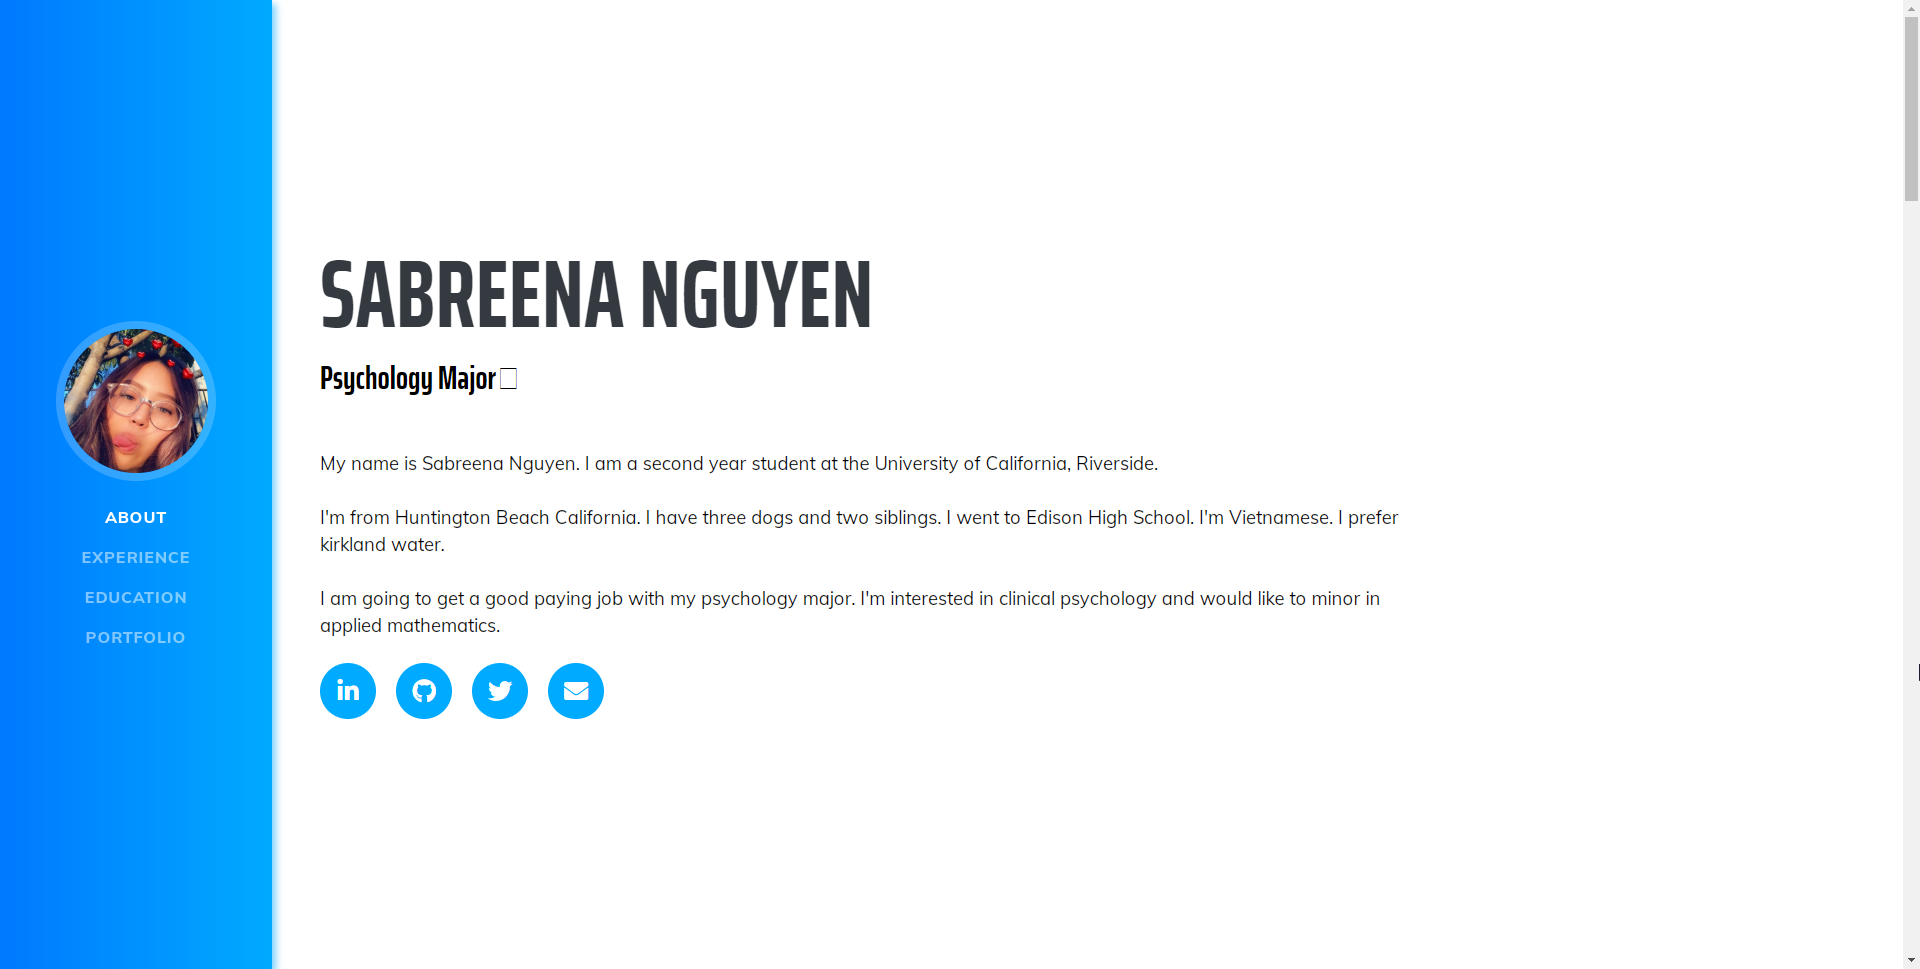 ABOUT
EXPERIENCE
EDUCATION
PORTFOLIO
SABREENA NGUYEN
Psychology Major
My name is Sabreena Nguyen. I am a second year student at the University of California, Riverside.
I'm from Huntington Beach California. I have three dogs and two siblings. I went to Edison High School. I'm Vietnamese. I prefer
kirkland water.
I am going to get a good paying job with my psychology major. I'm interested in clinical psychology and would like to minor in
applied mathematics.
in